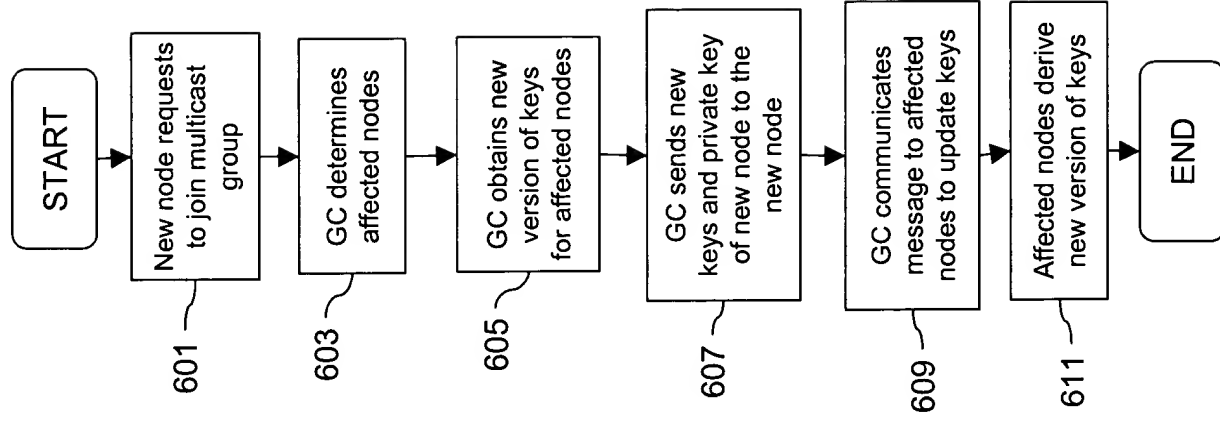 START
New node requests
to join multicast
group
601
GC determines
affected nodes
603
GC obtains new
version of keys
for affected nodes
605
GC sends new
keys and private key
of new node to the
new node
607
GC communicates
message to affected
nodes to update keys
609
Affected nodes derive
new version of keys
611
END